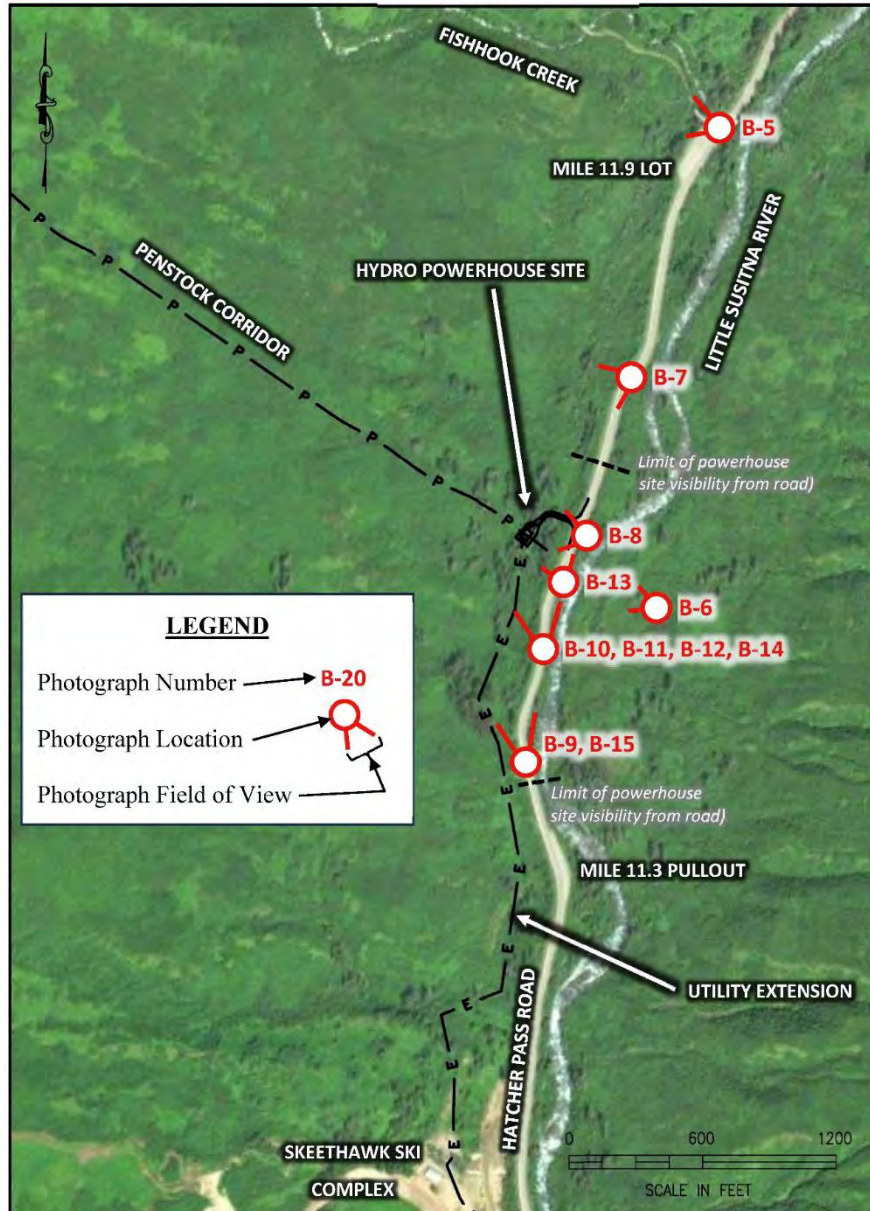 FISHHOOK CREEK
B-5
MILE 11.9 LOT
P
P
P
P
P
P
P
P
P
PENSTOCK CORRIDOR
HYDRO POWERHOUSE SITE
LITTLE SUSITNA RIVER
B-7
Limit of powerhouse
site visibility from road)
B-8
B-13
B-6
B-10, B-11, B-12, B-14
B-9, B-15
Limit of powerhouse
site visibility from road)
MILE 11.3 PULLOUT
LEGEND
Photograph Number
B-20
Photograph Location
Photograph Field of View
E
E
E
E
E
E
E
E
E
E
E
UTILITY EXTENSION
HATCHER PASS ROAD
SKEETHAWK SKI
COMPLEX
0 600 1200
SCALE IN FEET